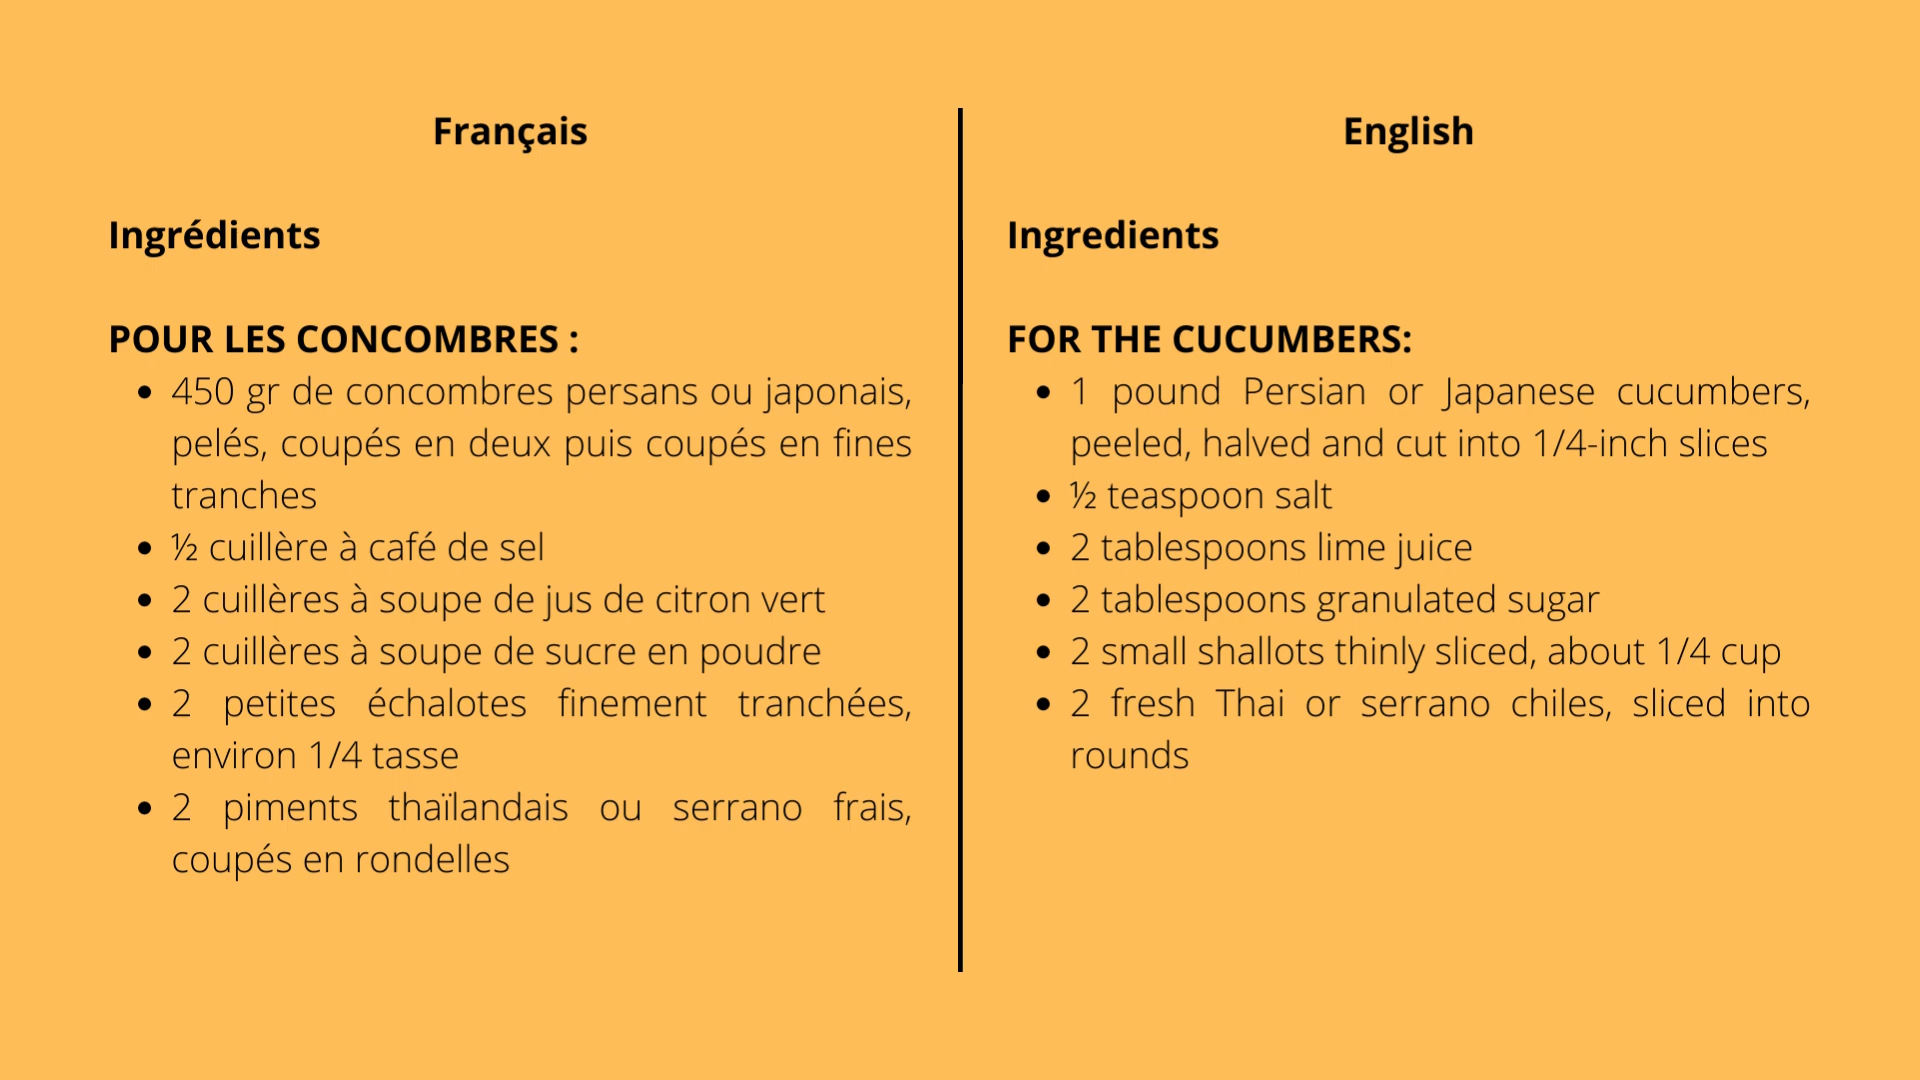 Français
Ingrédients
POUR LES CONCOMBRES :
• 450 gr de concombres persans ou japonais,
pelés, coupés en deux puis coupés en fines
tranches
• ½ cuillère à café de sel
• 2 cuillères à soupe de jus de citron vert
• 2 cuillères à soupe de sucre en poudre
• 2 petites échalotes finement tranchées,
environ 1/4 tasse
• 2 piments thaïlandais ou serrano frais,
coupés en rondelles
English
Ingredients
FOR THE CUCUMBERS:
• 1 pound Persian or Japanese cucumbers,
peeled, halved and cut into 1/4-inch slices
• ½ teaspoon salt
• 2 tablespoons lime juice
• 2 tablespoons granulated sugar
• 2 small shallots thinly sliced, about 1/4 cup
• 2 fresh Thai or serrano chiles, sliced into
rounds